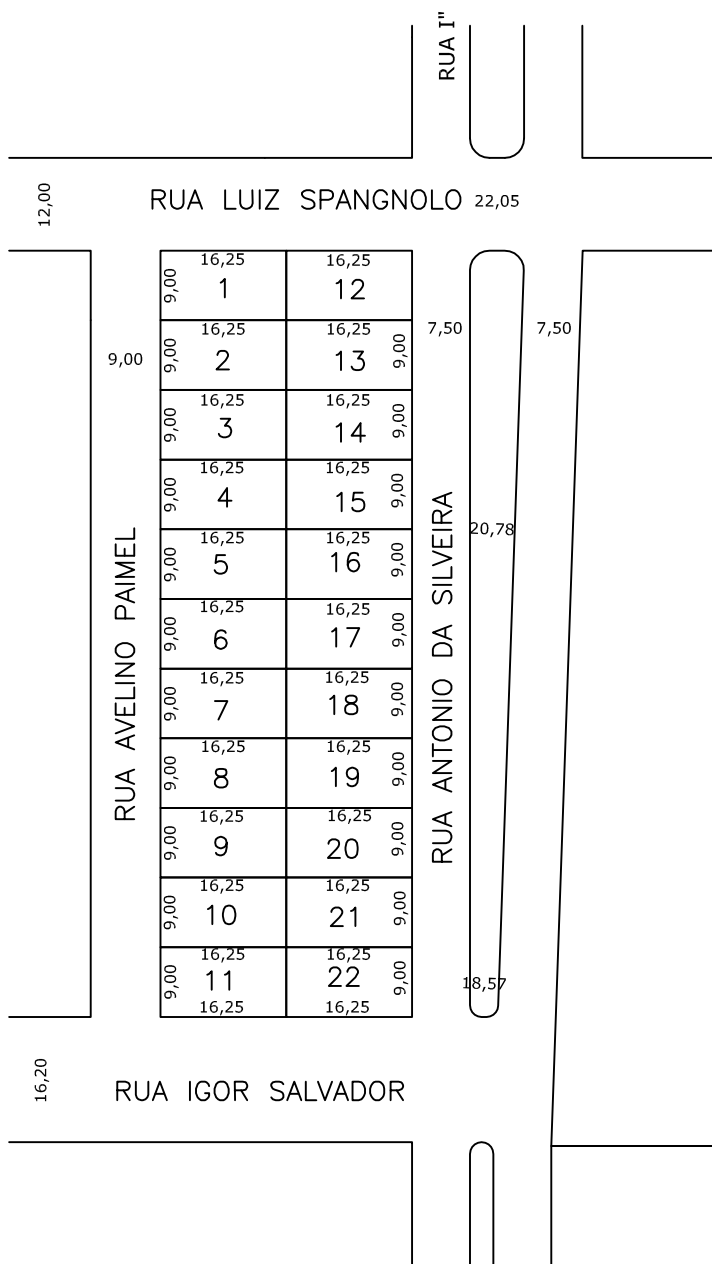 RUA I"
12,00
RUA LUIZ SPANGNOLO 22,05
16,25 16,25
9,00 1 12
7,50 7,50
16,25 16,25
9,00 9,00 2 13 9,00
16,25 16,25
9,00 3 14 9,00
16,25 16,25
9,00 4 15 9,00
20,78
16,25 16,25
9,00 5 16 9,00
16,25 16,25
9,00 6 17 9,00
RUA AVELINO PAIMEL
RUA ANTONIO DA SILVEIRA
16,25 16,25
9,00 7 18 9,00
16,25 16,25
9,00 8 19 9,00
16,25 16,25
9,00 9 20 9,00
16,25 16,25
9,00 10 21 9,00
16,25 16,25
9,00 11 22 9,00
18,57
16,25 16,25
16,20
RUA IGOR SALVADOR